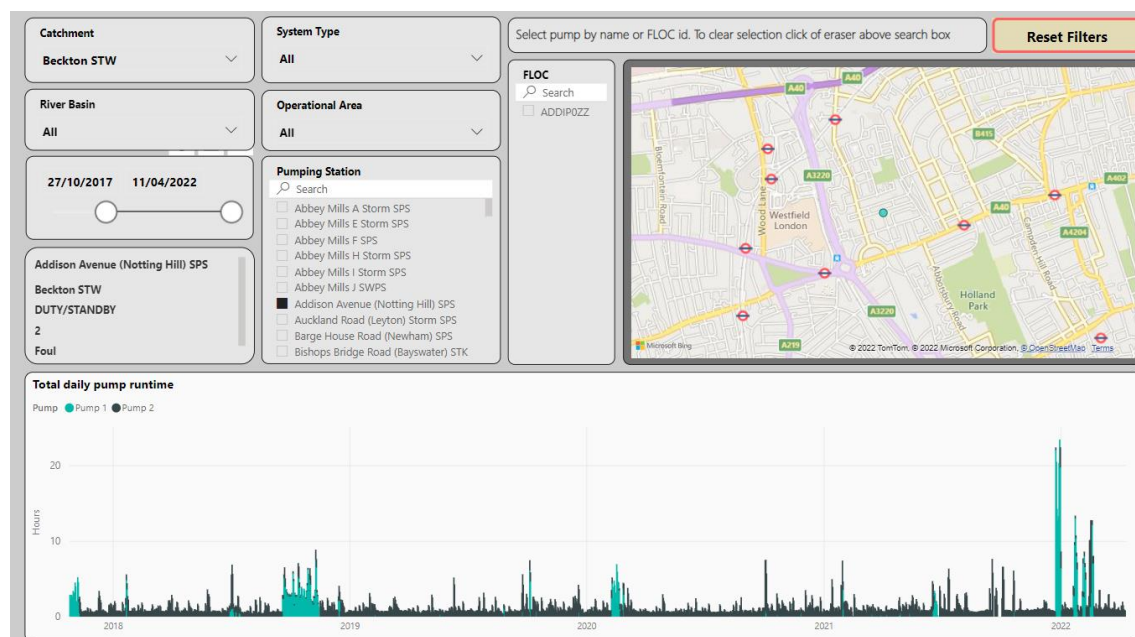 Catchment
Beckton STW
System Type
All
Select pump by name or FLOC id. To clear selection click of eraser above search box
Reset Filters
River Basin
All
Operational Area
All
FLOC
Search
ADDIP0ZZ
27/10/2017 11/04/2022
Pumping Station
Search
Abbey Mills A Storm SPS
Abbey Mills E Storm SPS
Abbey Mills F SPS
Abbey Mills H Storm SPS
Abbey Mills I Storm SPS
Abbey Mills J SWPS
Addison Avenue (Notting Hill) SPS
Auckland Road (Leyton) Storm SPS
Barge House Road (Newham) SPS
Bishops Bridge Road (Bayswater) STK
Addison Avenue (Notting Hill) SPS
Beckton STW
DUTY/STANDBY
2
Foul
A40
A40
B415
A3220
A402
Bloemfontein Road
Wood Lane
Westfield
London
A40
A4204
Campden Hill Road
Abbotsbury Road
Holland
Park
A3220
A219
Microsoft Bing
© 2022 TomTom, © 2022 Microsoft Corporation, © OpenStreetMap Terms
Total daily pump runtime
Pump Pump 1 Pump 2
Hours
20
10
0
2018 2019 2020 2021 2022